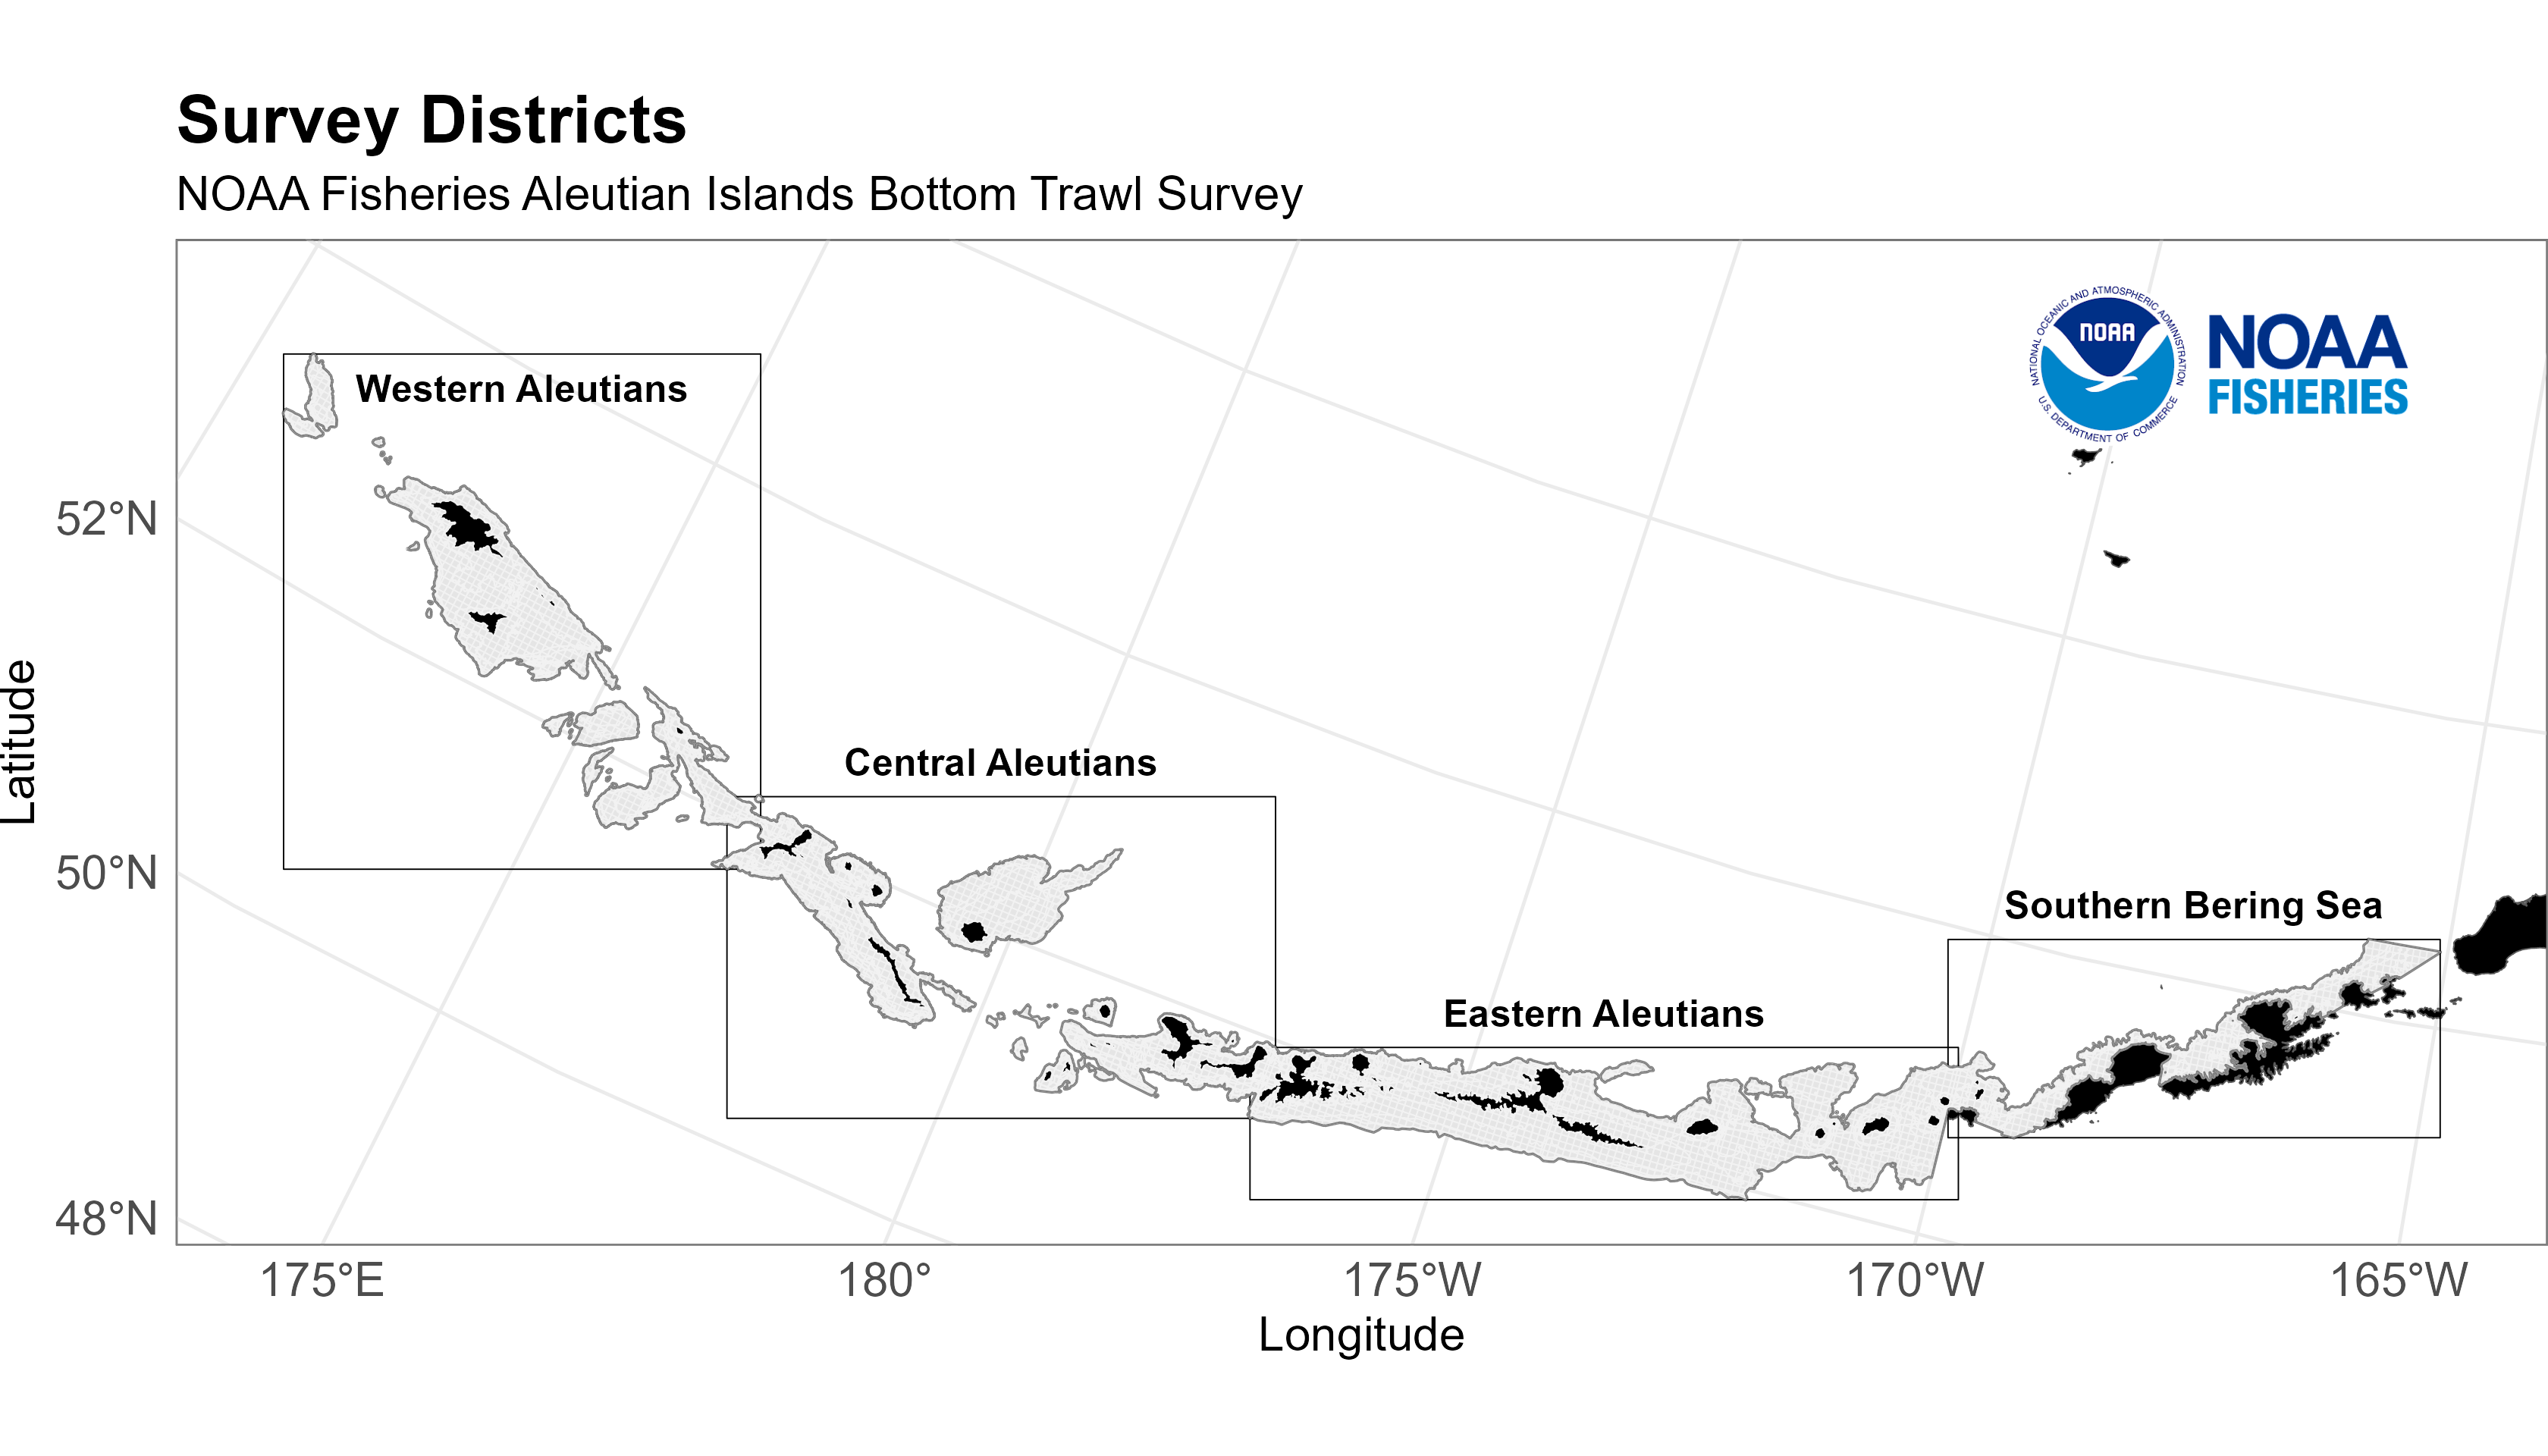 Survey Districts
NOAA Fisheries Aleutian Islands Bottom Trawl Survey
NATIONAL OCEANIC AND ATMOSPHERIC ADMINISTRATION
U.S. DEPARTMENT OF COMMERCE
NOAA
NOAA
FISHERIES
Western Aleutians
Central Aleutians
Southern Bering Sea
Eastern Aleutians
Latitude
52°N
50°N
48°N
175°E
180°
175°W
170°W
165°W
Longitude